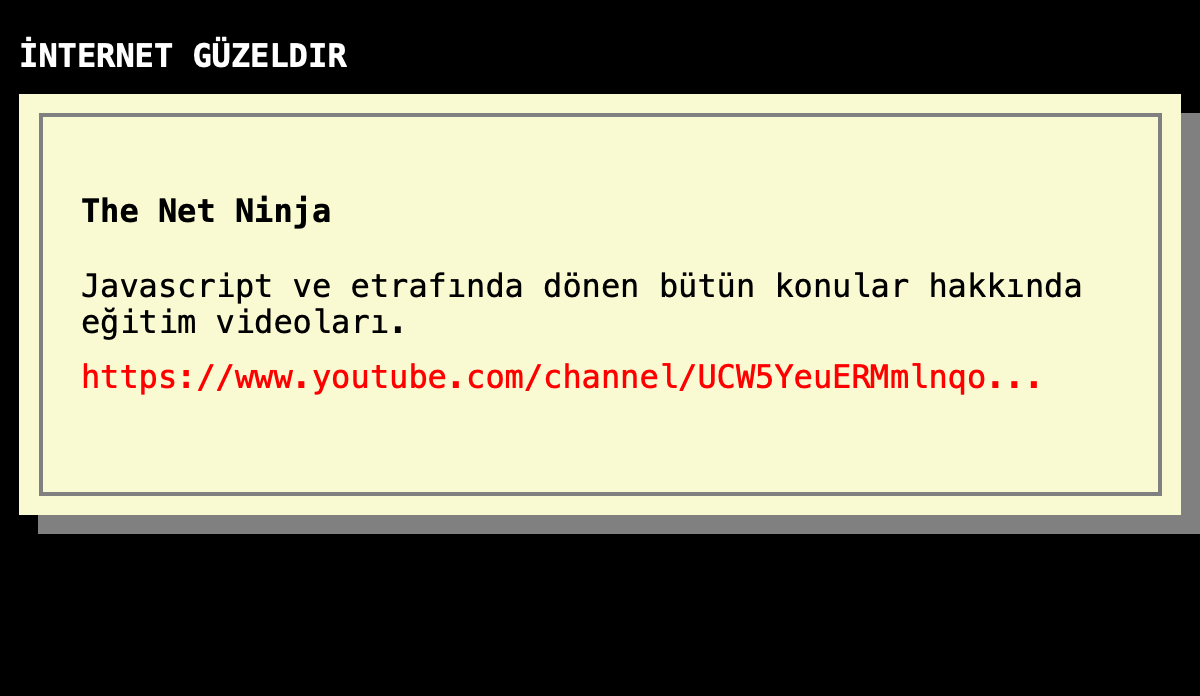 İNTERNET GÜZELDIR
The Net Ninja
Javascript ve etrafında dönen bütün konular hakkında
eğitim videoları.
https://www.youtube.com/channel/UCW5YeuERMmlnqo...